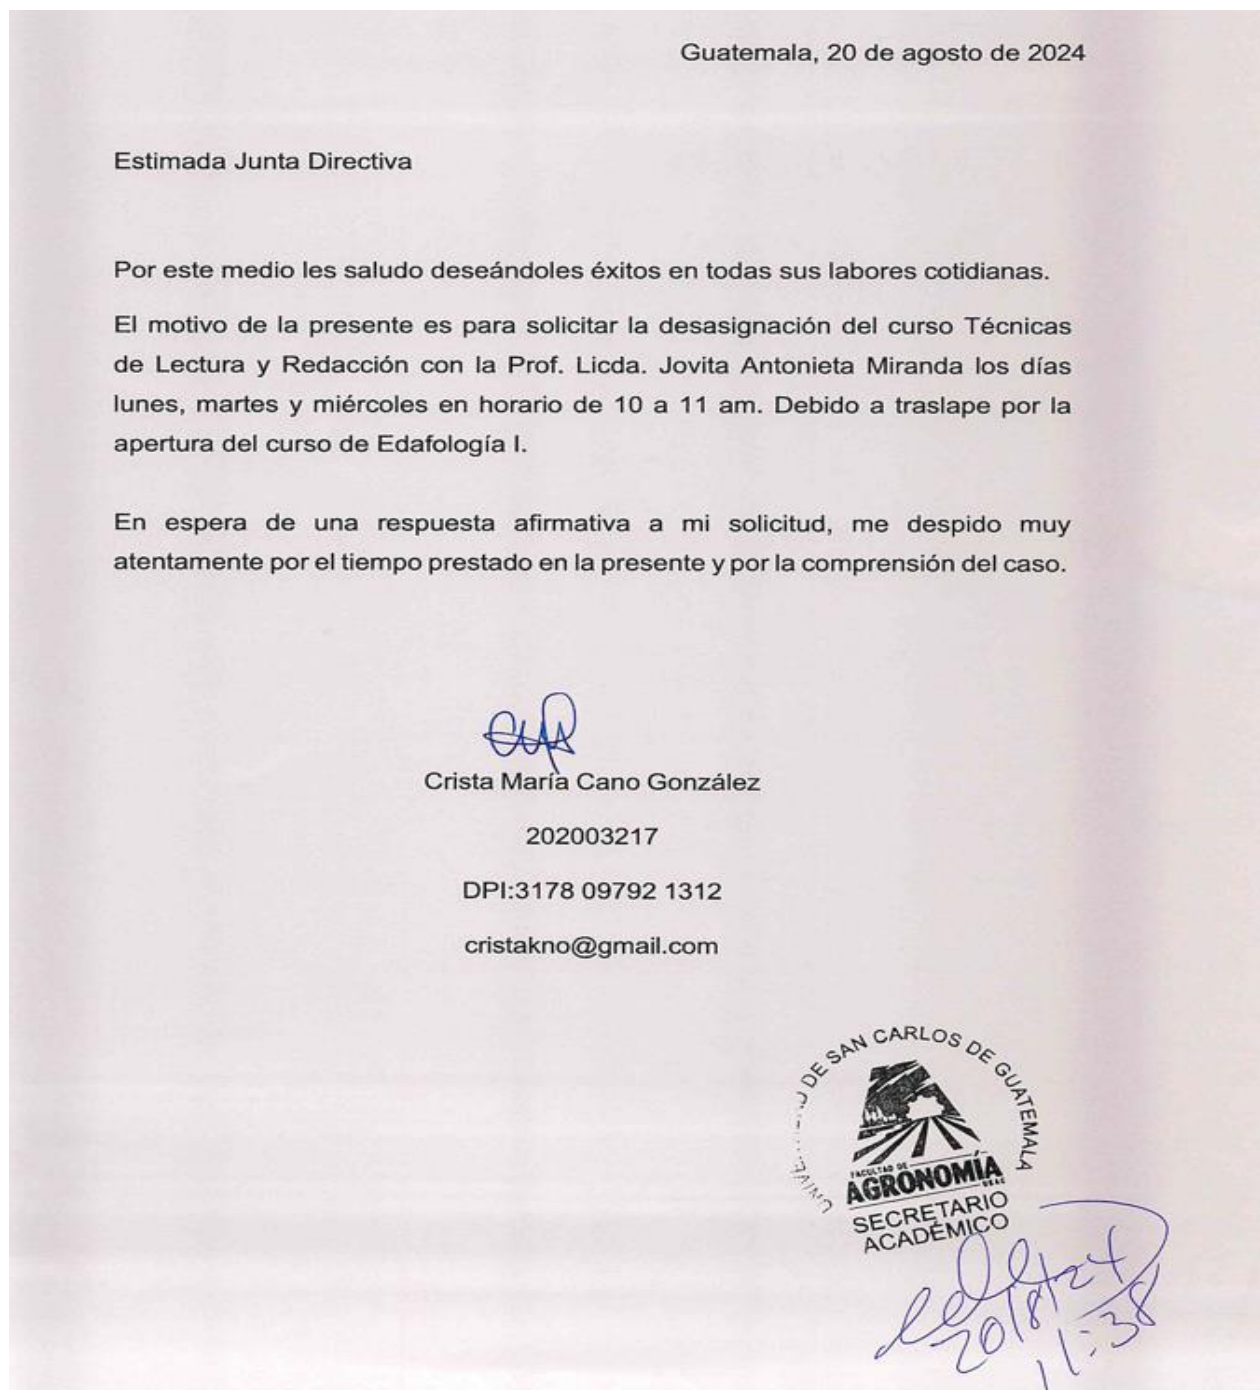 Guatemala, 20 de agosto de 2024
Estimada Junta Directiva
Por este medio les saludo deseándoles éxitos en todas sus labores cotidianas.
El motivo de la presente es para solicitar la desasignación del curso Técnicas
de Lectura y Redacción con la Prof. Licda. Jovita Antonieta Miranda los días
lunes, martes y miércoles en horario de 10 a 11 am. Debido a traslape por la
apertura del curso de Edafología I.
En espera de una respuesta afirmativa a mi solicitud, me despido muy
atentamente por el tiempo prestado en la presente y por la comprensión del caso.
Crista María Cano González
202003217
DPI:3178 09792 1312
cristakno@gmail.com
UNIVERSIDAD DE SAN CARLOS DE GUATEMALA
FACULTAD DE
AGRONOMÍA
USAC
SECRETARIO
ACADÉMICO
20/8/24
11:38